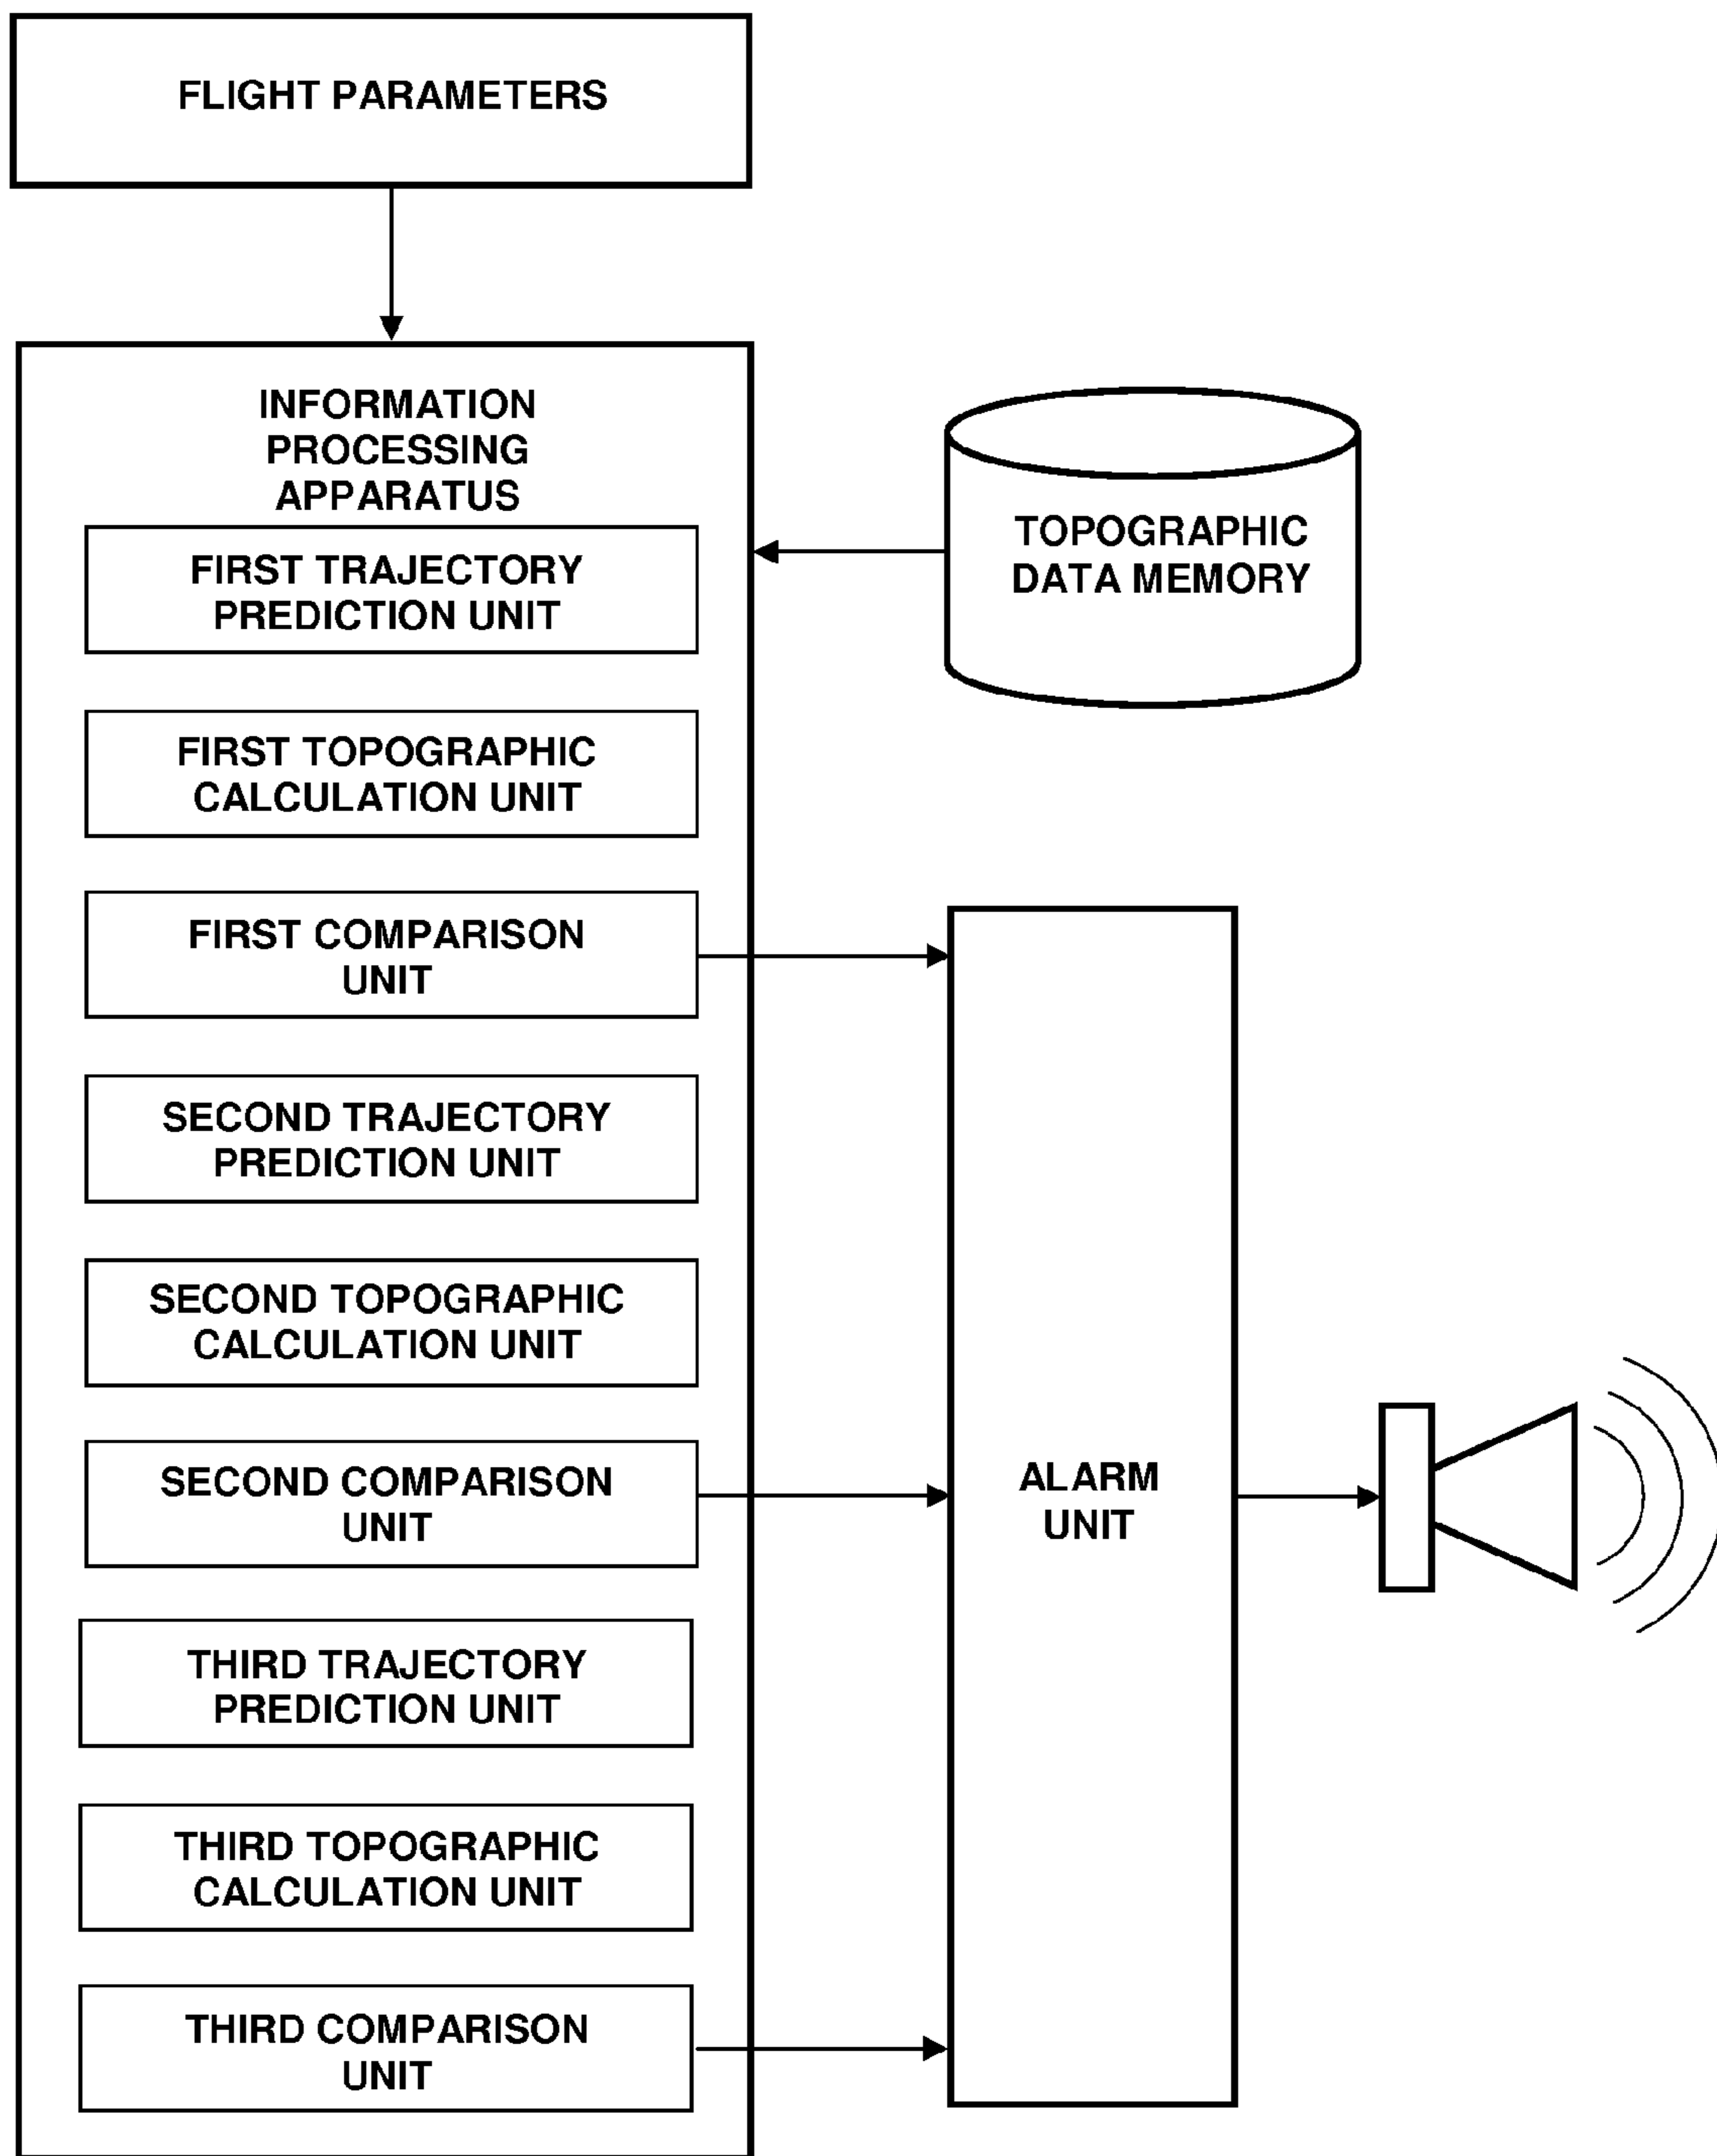 FLIGHT PARAMETERS
INFORMATION
PROCESSING
APPARATUS
FIRST TRAJECTORY
PREDICTION UNIT
TOPOGRAPHIC
DATA MEMORY
FIRST TOPOGRAPHIC
CALCULATION UNIT
FIRST COMPARISON
UNIT
SECOND TRAJECTORY
PREDICTION UNIT
SECOND TOPOGRAPHIC
CALCULATION UNIT
SECOND COMPARISON
UNIT
ALARM
UNIT
THIRD TRAJECTORY
PREDICTION UNIT
THIRD TOPOGRAPHIC
CALCULATION UNIT
THIRD COMPARISON
UNIT